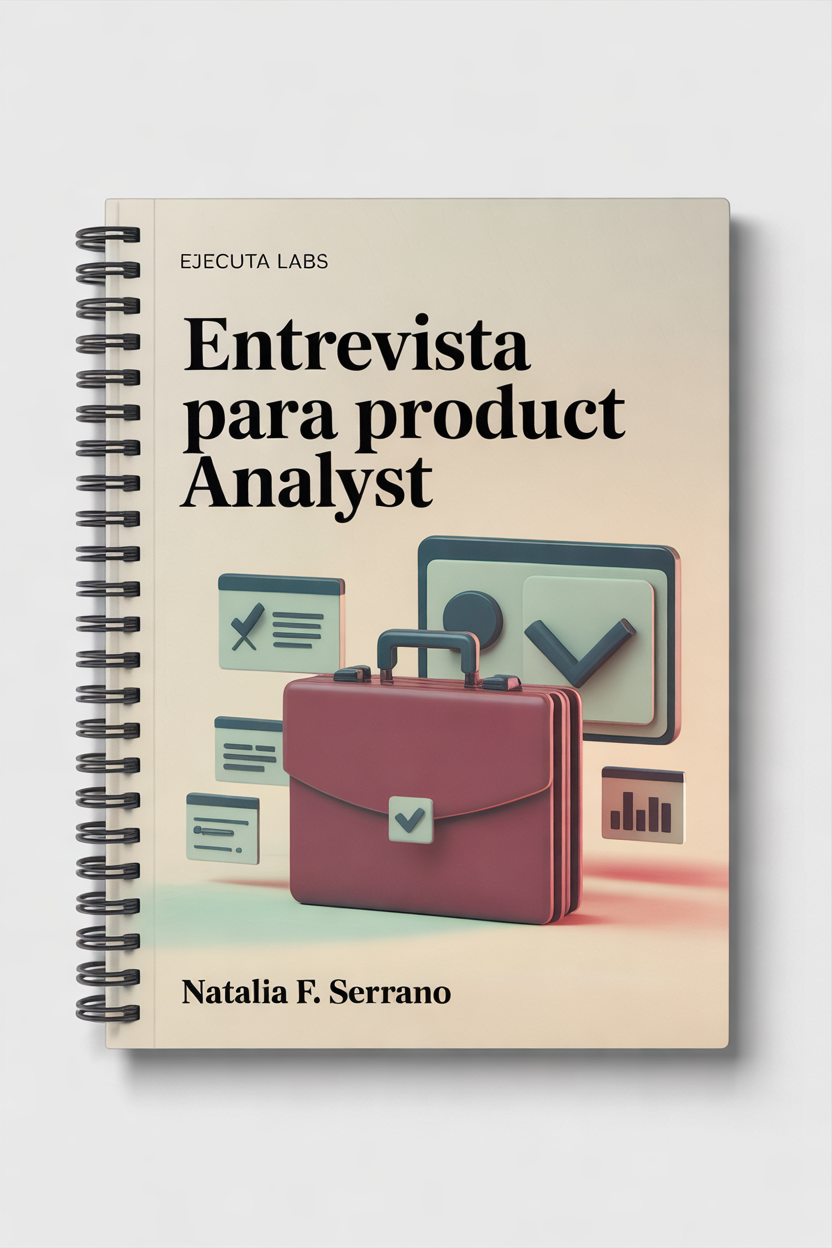 EJECUTA LABS
Entrevista
para product
Analyst
Natalia F. Serrano